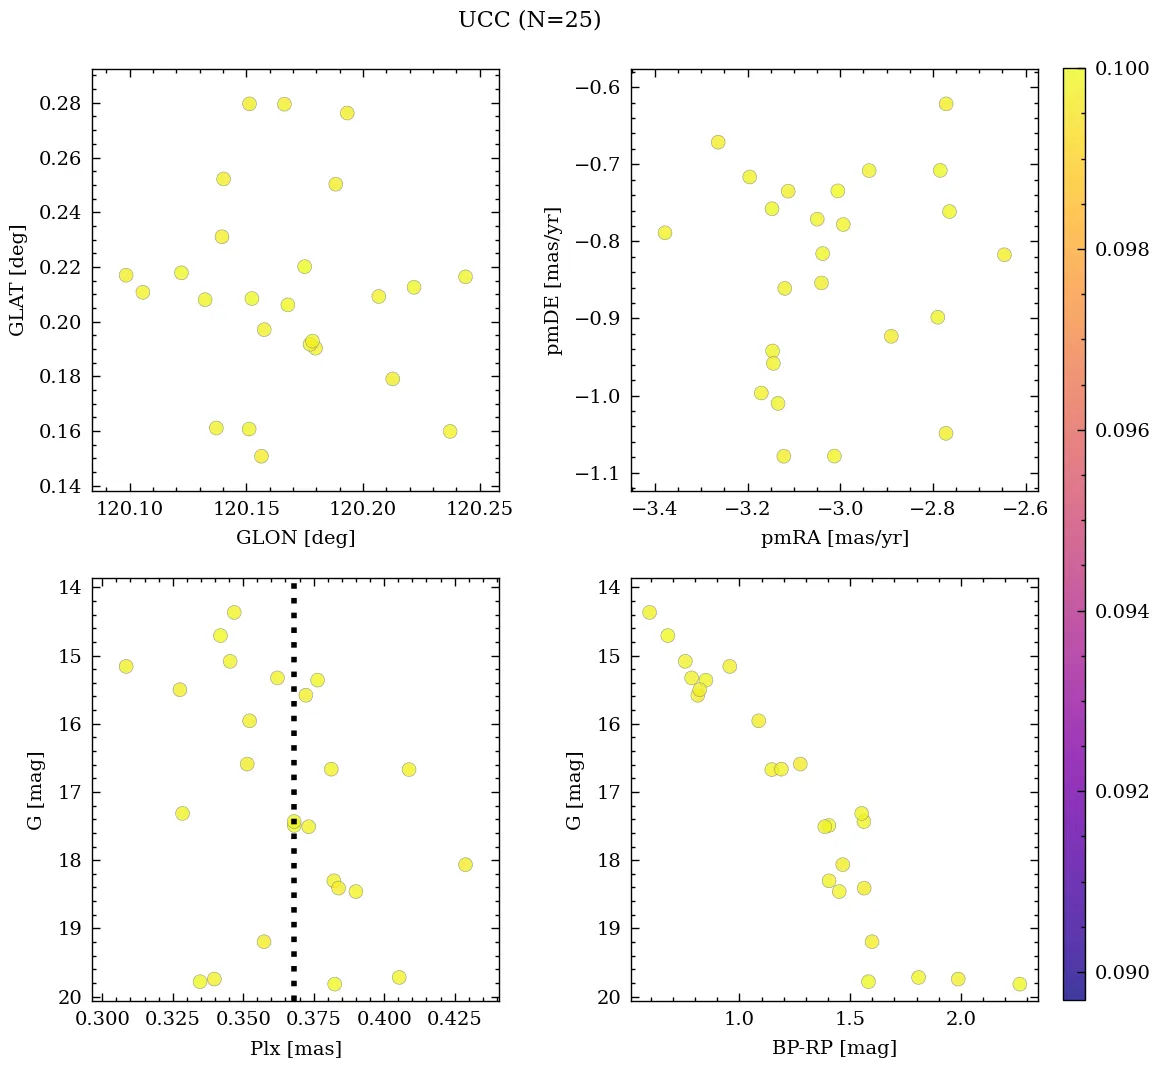 UCC (N=25)
0.28
0.26
0.24
0.22
0.20
0.18
0.16
0.14
GLAT [deg]
120.10 120.15 120.20 120.25
GLON [deg]
−0.6
−0.7
−0.8
−0.9
−1.0
−1.1
pmDE [mas/yr]
−3.4 −3.2 −3.0 −2.8 −2.6
pmRA [mas/yr]
0.100
0.098
0.096
0.094
0.092
0.090
14
15
16
17
18
19
20
G [mag]
0.300 0.325 0.350 0.375 0.400 0.425
Plx [mas]
14
15
16
17
18
19
20
G [mag]
1.0 1.5 2.0
BP-RP [mag]